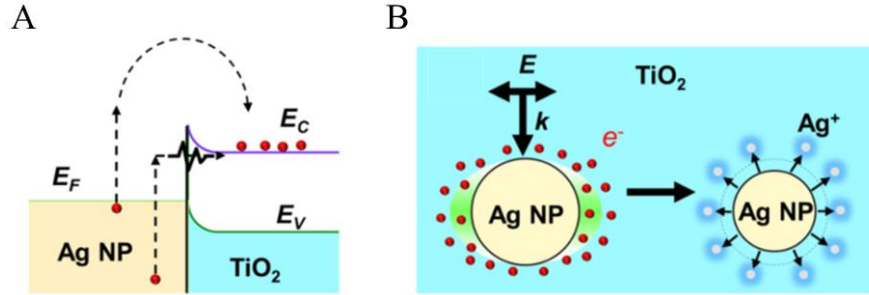 A
B
E_C
E_F
E_V
Ag NP
TiO₂
E
TiO₂
k
e⁻
Ag⁺
Ag NP
Ag NP